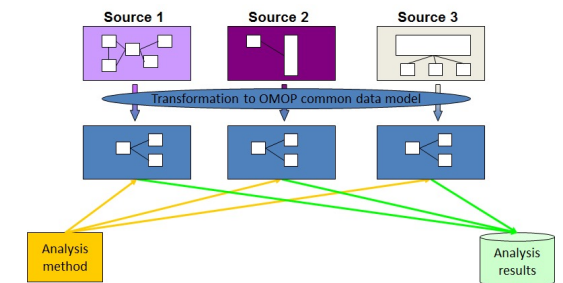 Source 1
Source 2
Source 3
Transformation to OMOP common data model
Analysis
method
Analysis
results